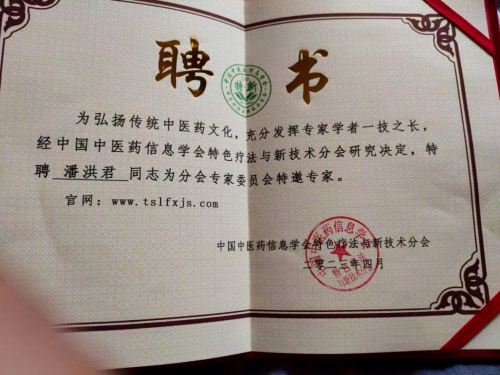 聘书
特新
为弘扬传统中医药文化，充分发挥专家学者一技之长，
经中国中医药信息学会特色疗法与新技术分会研究决定，特
聘 潘洪君 同志为分会专家委员会特邀专家。
官网：www.tslfxjs.com
中国中医药信息学会特色疗法与新技术分会
二〇二一年四月